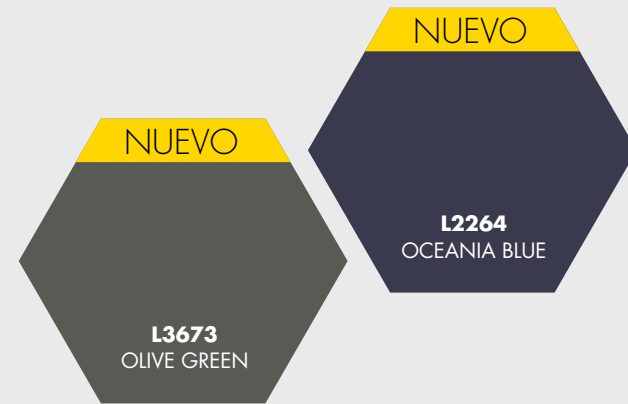 NUEVO
L2264
OCEANIA BLUE
NUEVO
L3673
OLIVE GREEN